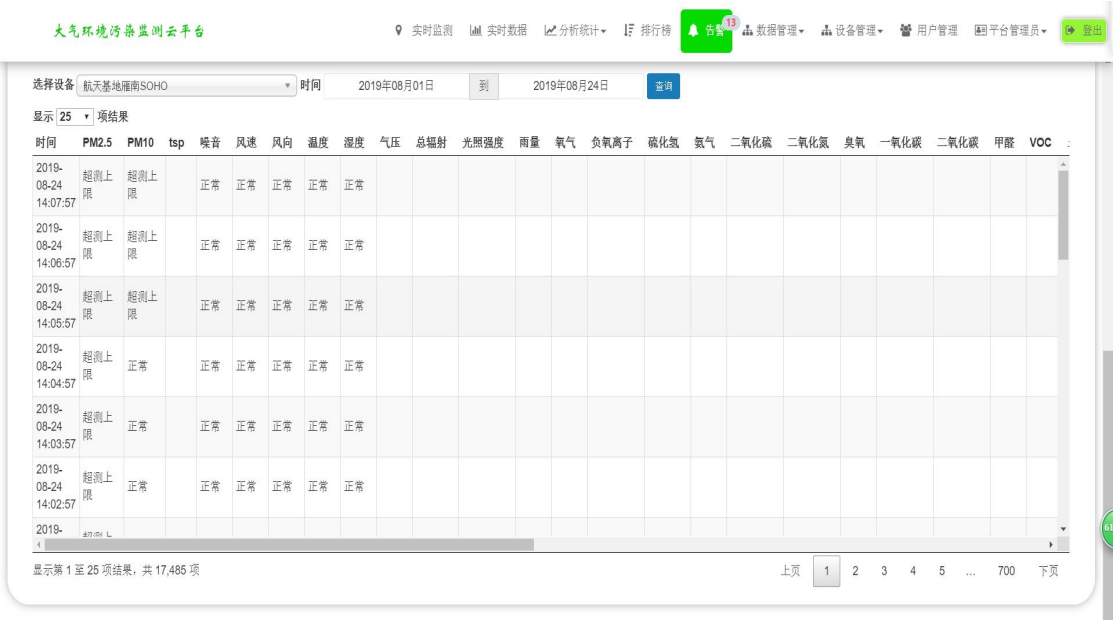 大气环境污染监测云平台 实时监测 实时数据 分析统计 排行榜 告警 13 数据管理 设备管理 用户管理 平台管理员 登出
选择设备 航天基地雁南SOHO 时间 2019年08月01日 到 2019年08月24日 查询
显示 25 项结果
时间 PM2.5 PM10 tsp 噪音 风速 风向 温度 湿度 气压 总辐射 光照强度 雨量 氧气 负氧离子 硫化氢 氨气 二氧化硫 二氧化氮 臭氧 一氧化碳 二氧化碳 甲醛 VOC
2019-
08-24
14:07:57
超测上
限
超测上
限
正常 正常 正常 正常 正常
2019-
08-24
14:06:57
超测上
限
超测上
限
正常 正常 正常 正常 正常
2019-
08-24
14:05:57
超测上
限
超测上
限
正常 正常 正常 正常 正常
2019-
08-24
14:04:57
超测上
限
正常 正常 正常 正常 正常 正常
2019-
08-24
14:03:57
超测上
限
正常 正常 正常 正常 正常 正常
2019-
08-24
14:02:57
超测上
限
正常 正常 正常 正常 正常 正常
2019-
超测上
显示第 1 至 25 项结果，共 17,485 项 上页 1 2 3 4 5 … 700 下页
61